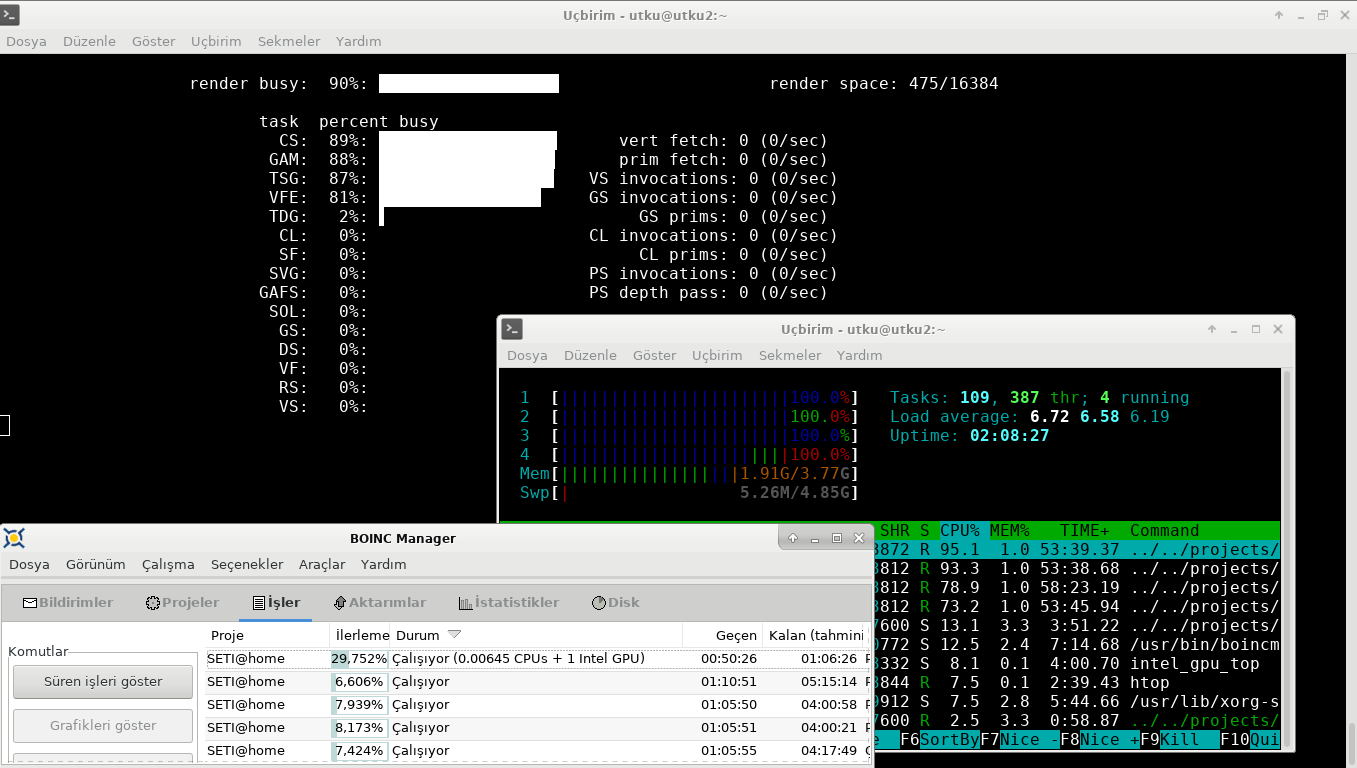 Uçbirim - utku@utku2:~
Dosya Düzenle Göster Uçbirim Sekmeler Yardım
render busy: 90%: render space: 475/16384
task percent busy
CS: 89%: vert fetch: 0 (0/sec)
GAM: 88%: prim fetch: 0 (0/sec)
TSG: 87%: VS invocations: 0 (0/sec)
VFE: 81%: GS invocations: 0 (0/sec)
TDG: 2%: GS prims: 0 (0/sec)
CL: 0%: CL invocations: 0 (0/sec)
SF: 0%: CL prims: 0 (0/sec)
SVG: 0%: PS invocations: 0 (0/sec)
GAFS: 0%: PS depth pass: 0 (0/sec)
SOL: 0%:
GS: 0%:
DS: 0%:
VF: 0%:
RS: 0%:
VS: 0%:
Uçbirim - utku@utku2:~
Dosya Düzenle Göster Uçbirim Sekmeler Yardım
1 [||||||||||||||||||||||||100.0%] Tasks: 109, 387 thr; 4 running
2 [||||||||||||||||||||||||100.0%] Load average: 6.72 6.58 6.19
3 [||||||||||||||||||||||||100.0%] Uptime: 02:08:27
4 [||||||||||||||||||||||||100.0%]
Mem[||||||||||||||||||1.91G/3.77G]
Swp[| 5.26M/4.85G]
SHR S CPU% MEM% TIME+ Command
3872 R 95.1 1.0 53:39.37 ../../projects/
3812 R 93.3 1.0 53:38.68 ../../projects/
3812 R 78.9 1.0 58:23.19 ../../projects/
3812 R 73.2 1.0 53:45.94 ../../projects/
7600 S 13.1 3.3 3:51.22 ../../projects/
0772 S 12.5 2.4 7:14.68 /usr/bin/boincm
3332 S 8.1 0.1 4:00.70 intel_gpu_top
3844 R 7.5 0.1 2:39.43 htop
9912 S 7.5 2.8 5:44.66 /usr/lib/xorg-s
7600 R 2.5 3.3 0:58.87 ../../projects/
e F6SortByF7Nice -F8Nice +F9Kill F10Qui
BOINC Manager
Dosya Görünüm Çalışma Seçenekler Araçlar Yardım
Bildirimler Projeler İşler Aktarımlar İstatistikler Disk
Komutlar
Süren işleri göster
Grafikleri göster
Proje İlerleme Durum Geçen Kalan (tahmini
SETI@home 29,752% Çalışıyor (0.00645 CPUs + 1 Intel GPU) 00:50:26 01:06:26
SETI@home 6,606% Çalışıyor 01:10:51 05:15:14
SETI@home 7,939% Çalışıyor 01:05:50 04:00:58
SETI@home 8,173% Çalışıyor 01:05:51 04:00:21
SETI@home 7,424% Çalışıyor 01:05:55 04:17:49